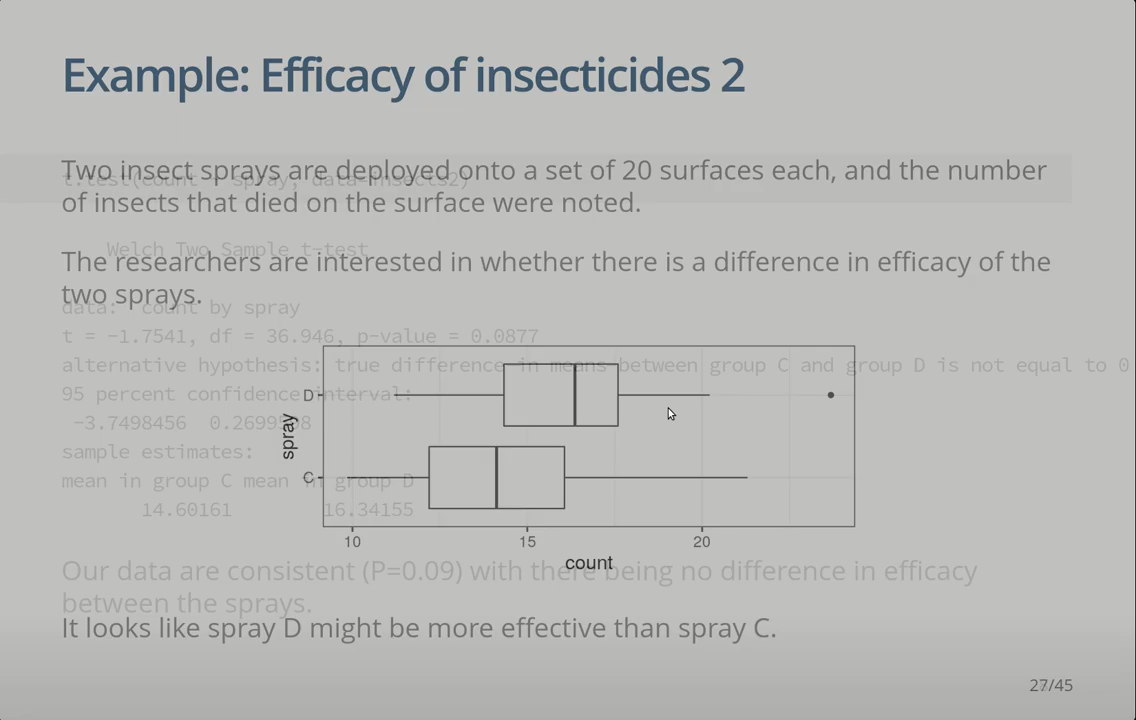 Example: Efficacy of insecticides 2
Two insect sprays are deployed onto a set of 20 surfaces each, and the number
t.test(count ~ spray, data=insects2)
of insects that died on the surface were noted.
Welch Two Sample t-test
The researchers are interested in whether there is a difference in efficacy of the
two sprays.
data: count by spray
t = -1.7541, df = 36.946, p-value = 0.0877
alternative hypothesis: true difference in means between group C and group D is not equal to 0
95 percent confidence interval:
-3.7498456
sample estimates:
mean in group C mean in group D
14.60161 16.34155
D
spray
C
10 15 20
count
Our data are consistent (P=0.09) with there being no difference in efficacy
between the sprays.
It looks like spray D might be more effective than spray C.
27/45